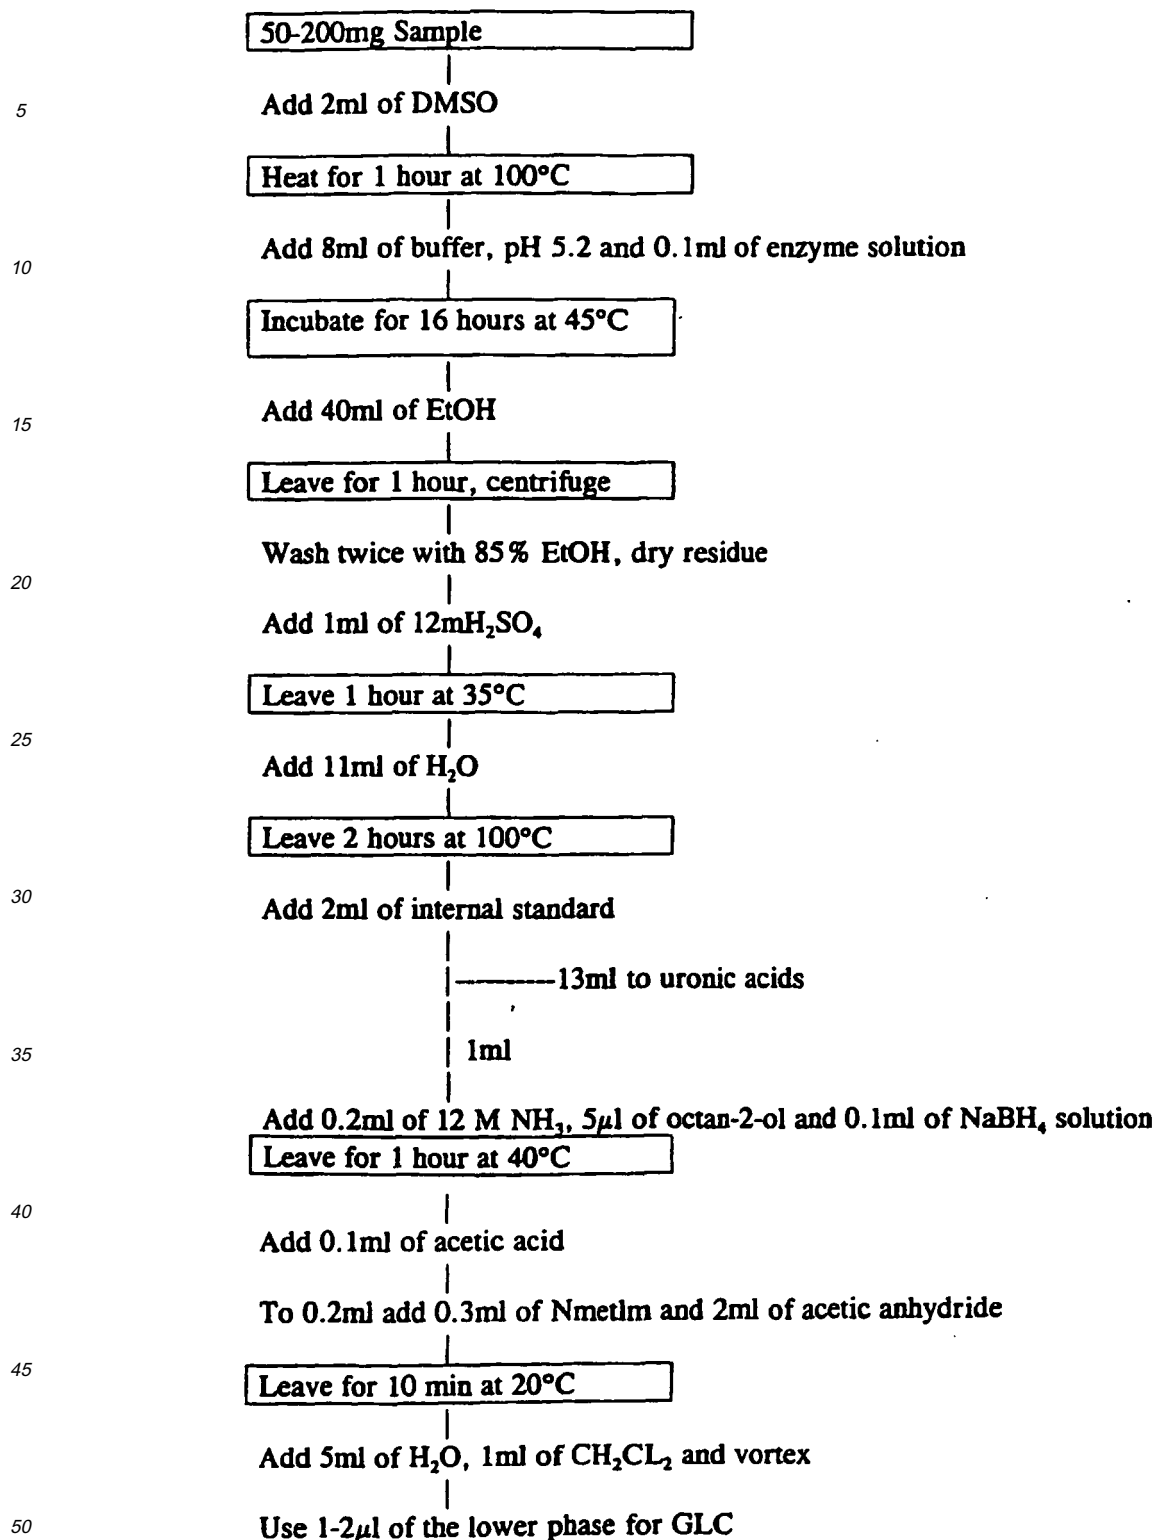 50-200mg Sample
5
Add 2ml of DMSO
Heat for 1 hour at 100°C
Add 8ml of buffer, pH 5.2 and 0.1ml of enzyme solution
10
Incubate for 16 hours at 45°C
Add 40ml of EtOH
15
Leave for 1 hour, centrifuge
Wash twice with 85% EtOH, dry residue
20
Add 1ml of 12mH₂SO₄
Leave 1 hour at 35°C
25
Add 11ml of H₂O
Leave 2 hours at 100°C
30
Add 2ml of internal standard
13ml to uronic acids
35
1ml
Add 0.2ml of 12 M NH₃, 5µl of octan-2-ol and 0.1ml of NaBH₄ solution
Leave for 1 hour at 40°C
40
Add 0.1ml of acetic acid
To 0.2ml add 0.3ml of Nmetlm and 2ml of acetic anhydride
45
Leave for 10 min at 20°C
Add 5ml of H₂O, 1ml of CH₂CL₂ and vortex
50
Use 1-2µl of the lower phase for GLC